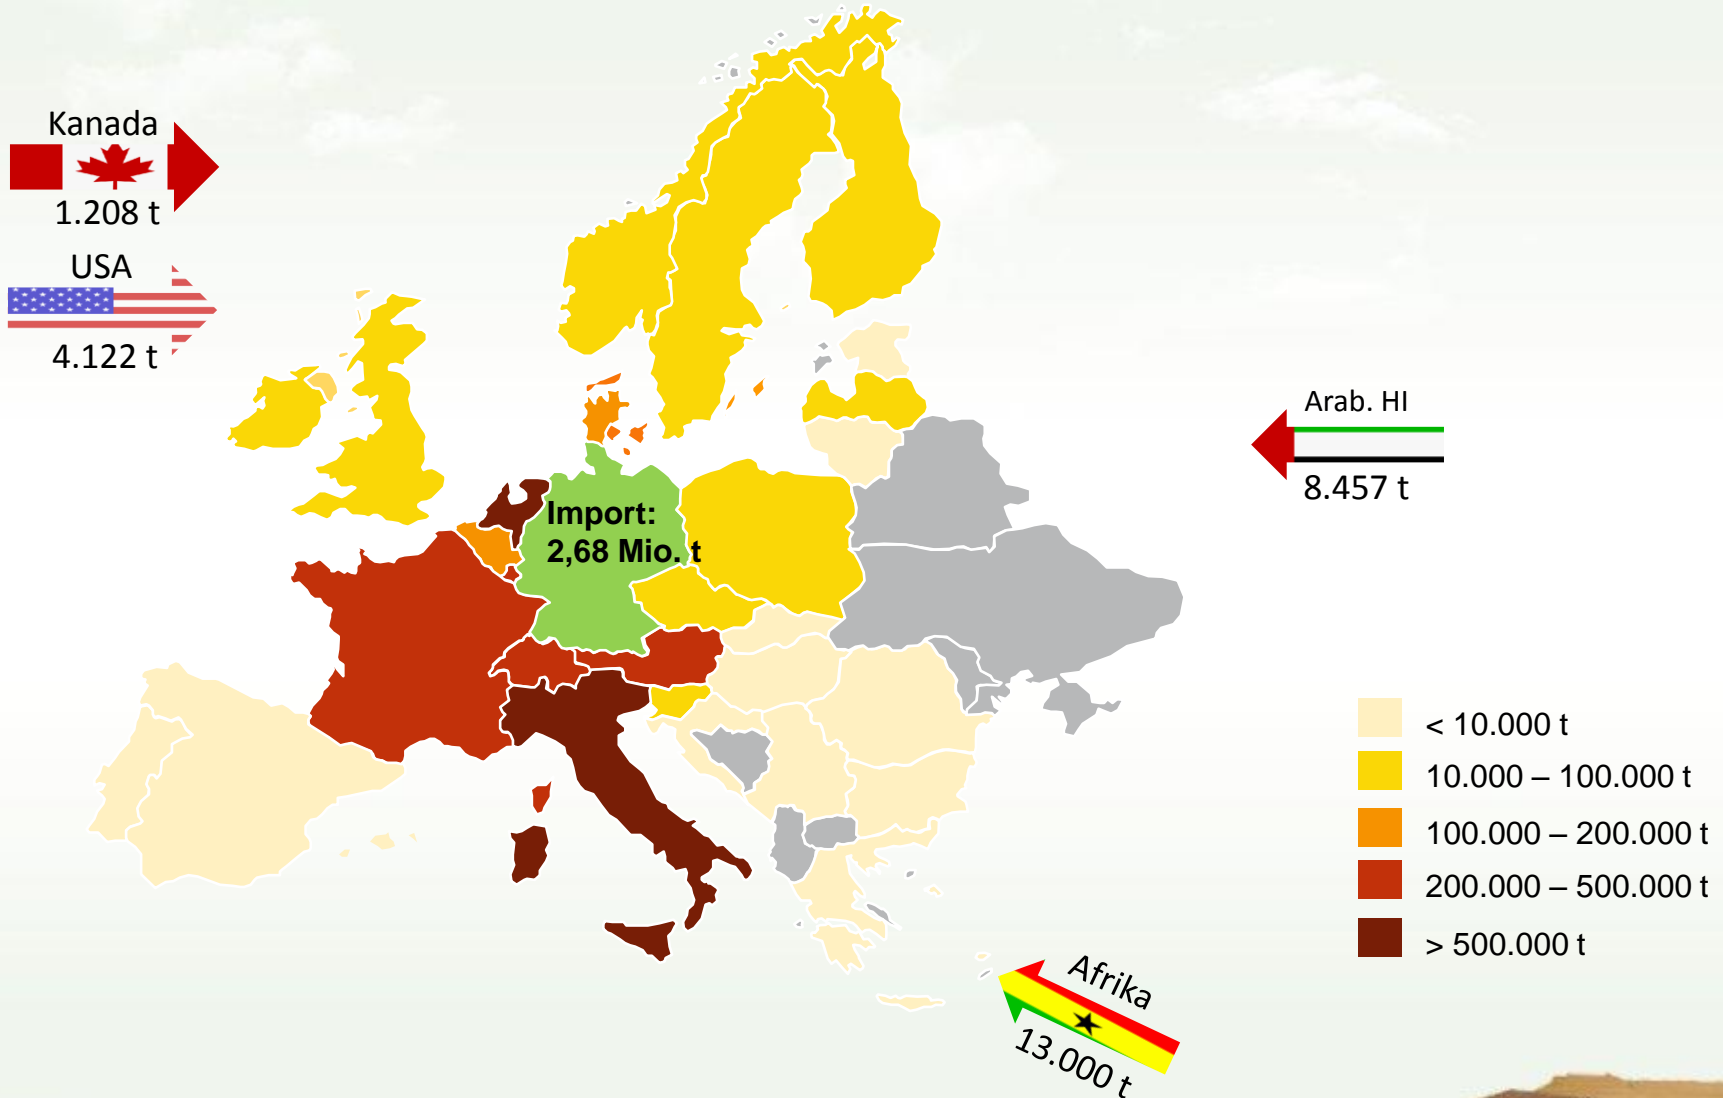 Kanada
1.208 t
USA
4.122 t
Import:
2,68 Mio. t
Arab. HI
8.457 t
Afrika
13.000 t
< 10.000 t
10.000 – 100.000 t
100.000 – 200.000 t
200.000 – 500.000 t
> 500.000 t